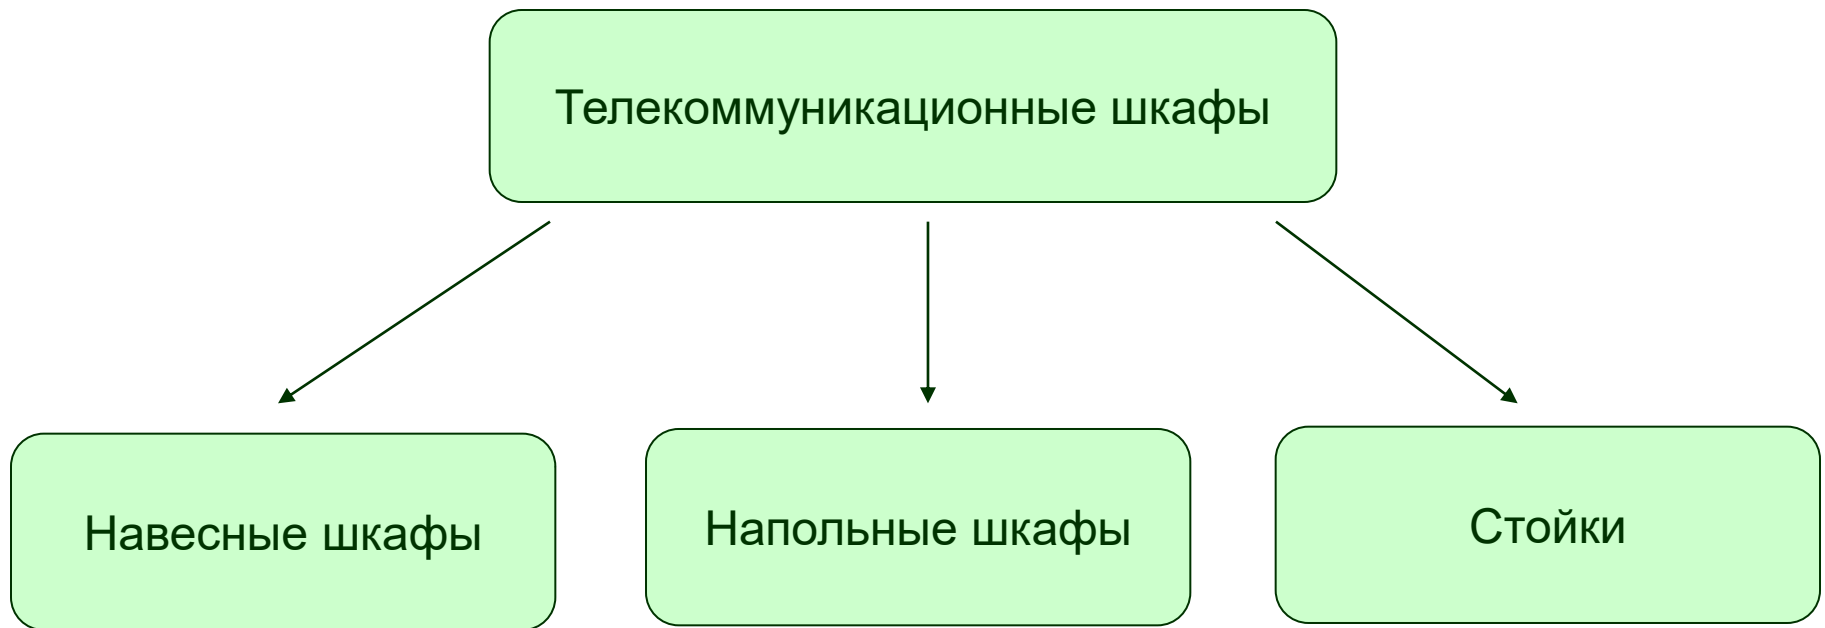 Телекоммуникационные шкафы
Навесные шкафы
Напольные шкафы
Стойки